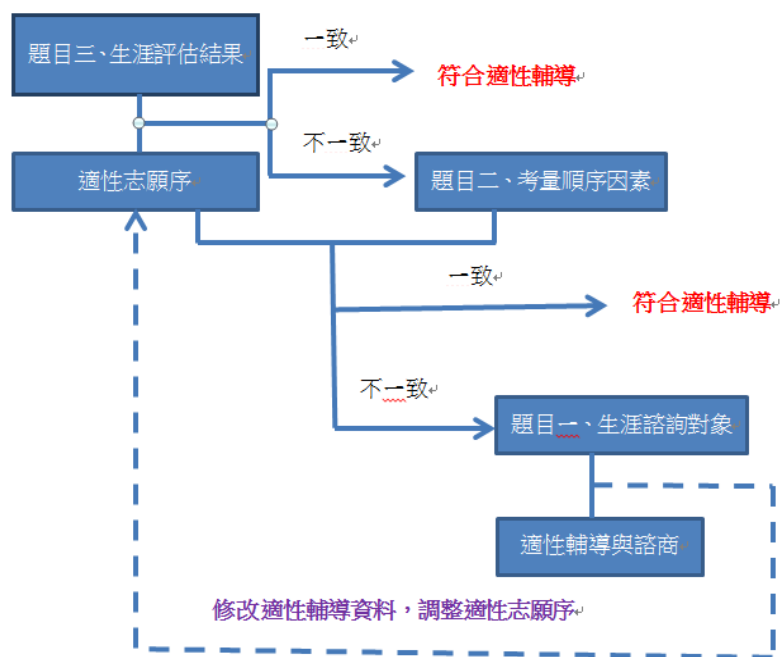 題目三、生涯評估結果
一致
符合適性輔導
不一致
適性志願序
題目二、考量順序因素
一致
符合適性輔導
不一致
題目一、生涯諮詢對象
適性輔導與諮商
修改適性輔導資料，調整適性志願序